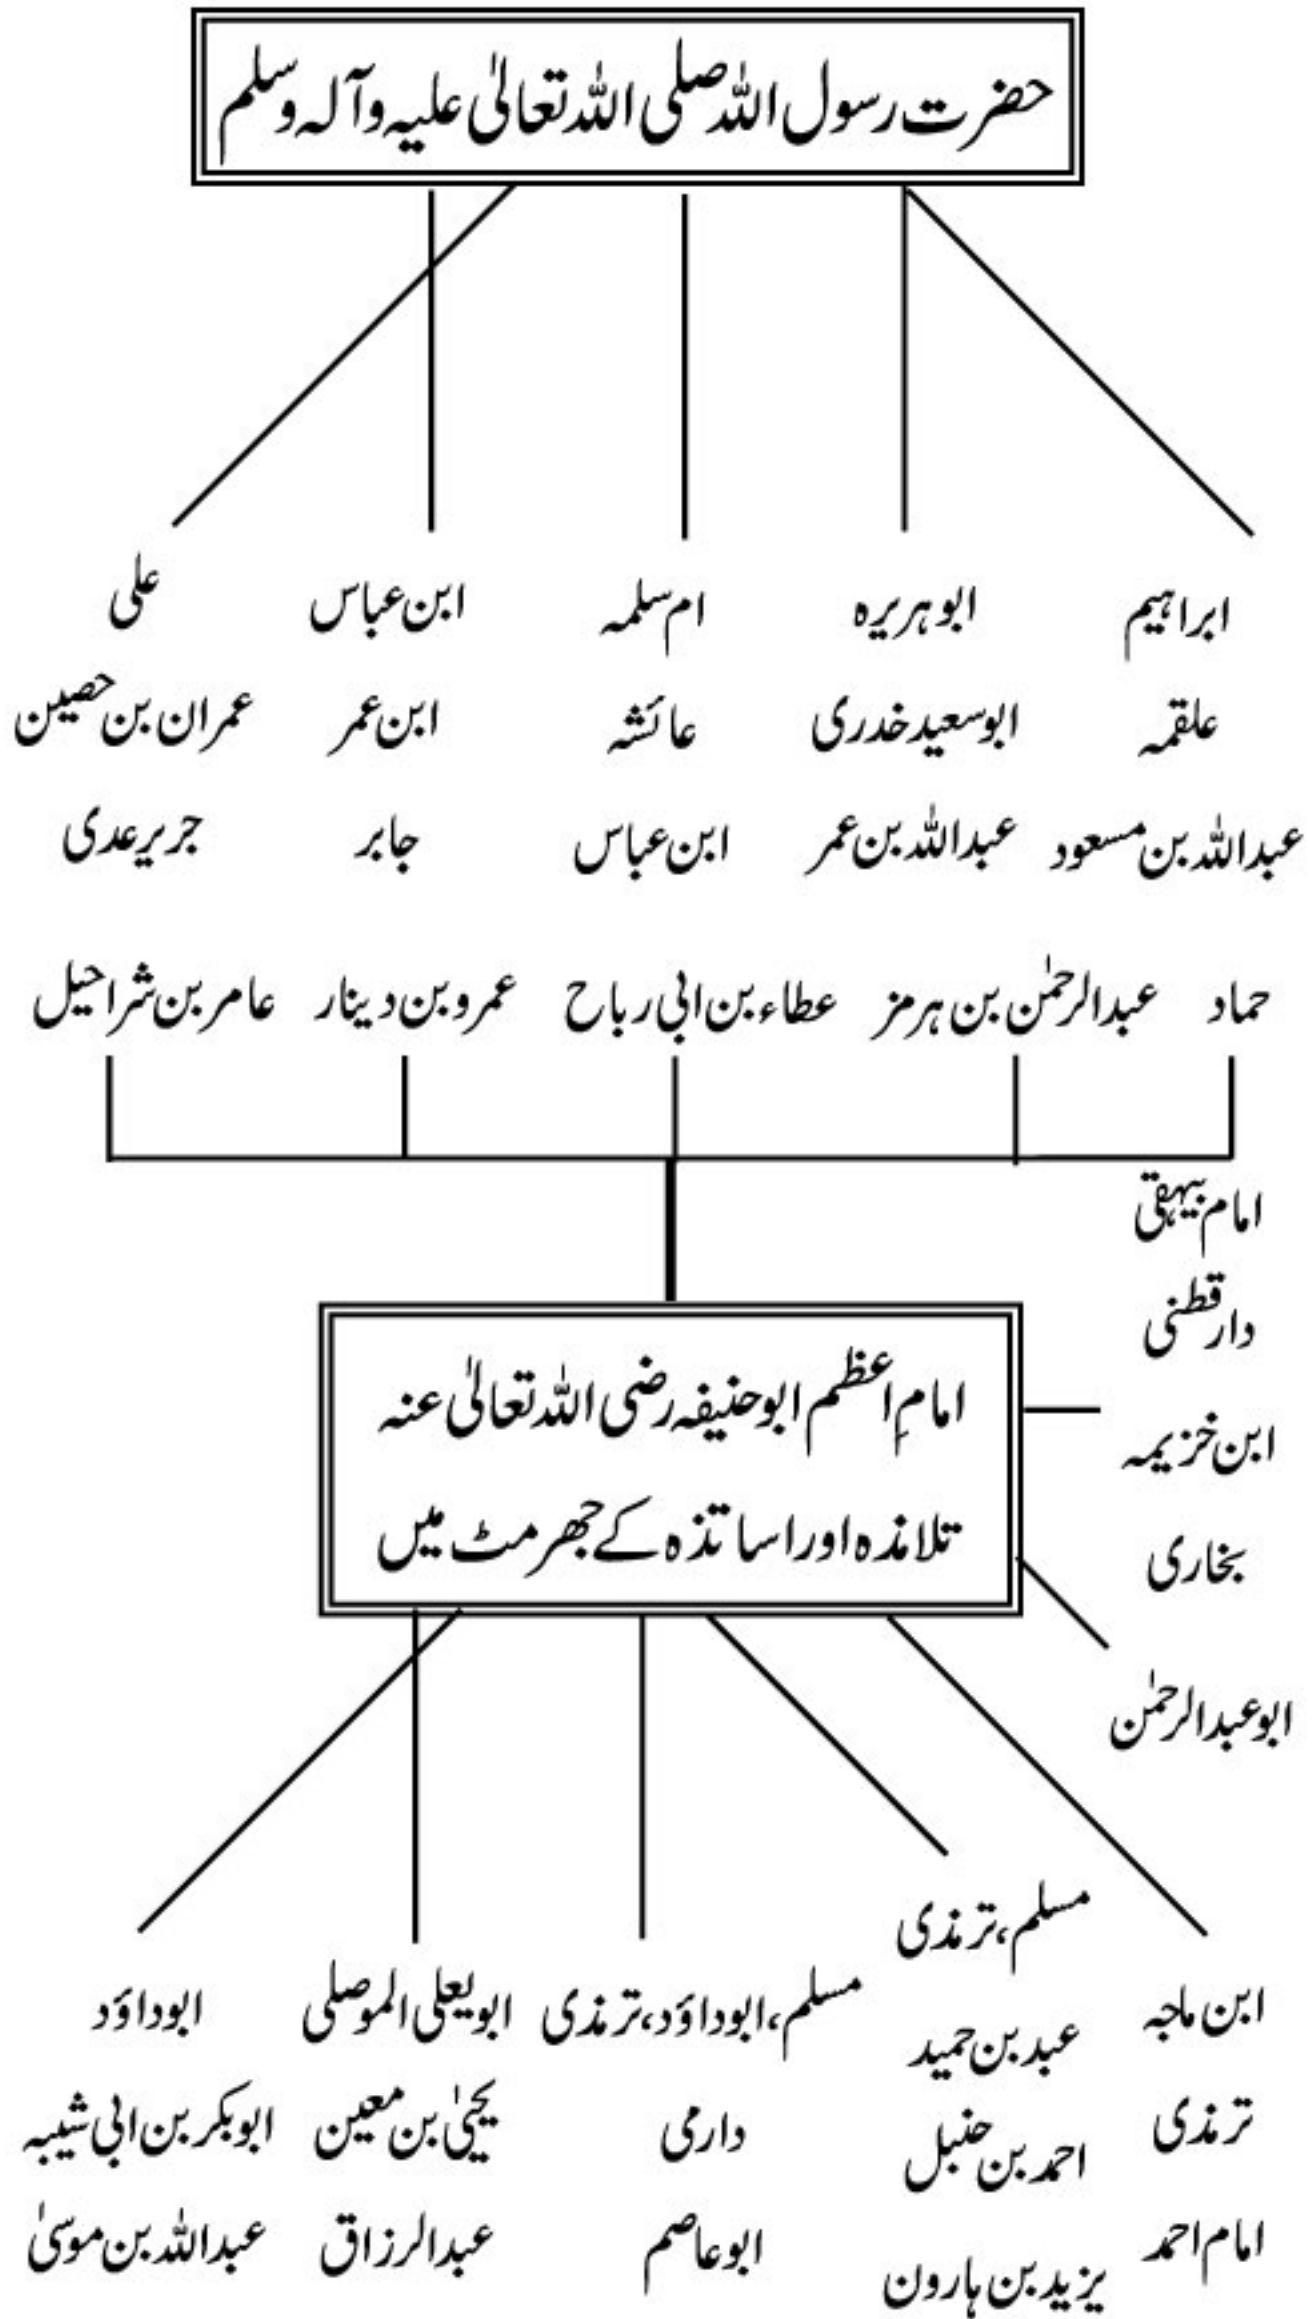 حضرت رسول اللہ صلی اللہ تعالیٰ علیہ وآلہ وسلم
ابراہیم
علقمہ
عبداللہ بن مسعود
حماد
ابوہریرہ
ابوسعید خدری
عبداللہ بن عمر
عبدالرحمٰن بن ہرمز
ام سلمہ
عائشہ
ابن عباس
عطاء بن ابی رباح
ابن عباس
ابن عمر
جابر
عمرو بن دینار
علی
عمران بن حصین
جریر عدی
عامر بن شراحیل
امامِ اعظم ابوحنیفہ رضی اللہ تعالیٰ عنہ
تلامذہ اور اساتذہ کے جھرمٹ میں
امام بیہقی
دارقطنی
ابن خزیمہ
بخاری
ابوعبدالرحمٰن
ابن ماجہ
ترمذی
امام احمد
مسلم، ترمذی
عبد بن حمید
احمد بن حنبل
یزید بن ہارون
مسلم، ابوداؤد، ترمذی
دارمی
ابوعاصم
ابویعلی الموصلی
یحییٰ بن معین
عبدالرزاق
ابوداؤد
ابوبکر بن ابی شیبہ
عبداللہ بن موسیٰ